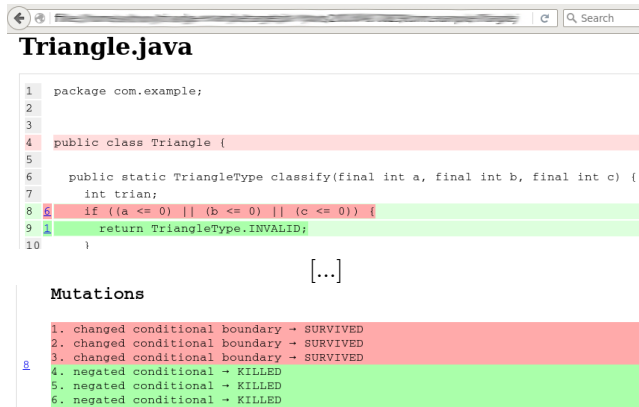 Search
Triangle.java
1 package com.example;
2
3
4 public class Triangle {
5
6 public static TriangleType classify(final int a, final int b, final int c) {
7 int trian;
8 6 if ((a <= 0) || (b <= 0) || (c <= 0)) {
9 1 return TriangleType.INVALID;
10 }
[...]
Mutations
1. changed conditional boundary → SURVIVED
2. changed conditional boundary → SURVIVED
3. changed conditional boundary → SURVIVED
8
4. negated conditional → KILLED
5. negated conditional → KILLED
6. negated conditional → KILLED